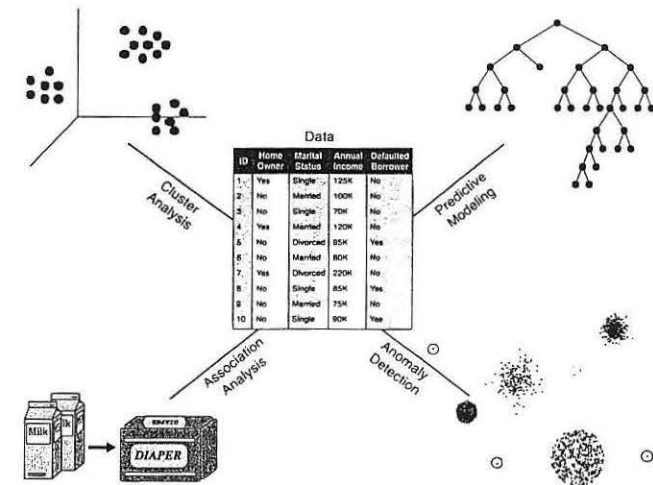 Data
ID Home Owner Marital Status Annual Income Defaulted Borrower
1 Yes Single 125K No
2 No Married 100K No
3 No Single 70K No
4 Yes Married 120K No
5 No Divorced 95K Yes
6 No Married 60K No
7 Yes Divorced 220K No
8 No Single 85K Yes
9 No Married 75K No
10 No Single 90K Yes
Cluster
Analysis
Predictive
Modeling
Association
Analysis
Anomaly
Detection
Milk
lk
DIAPER